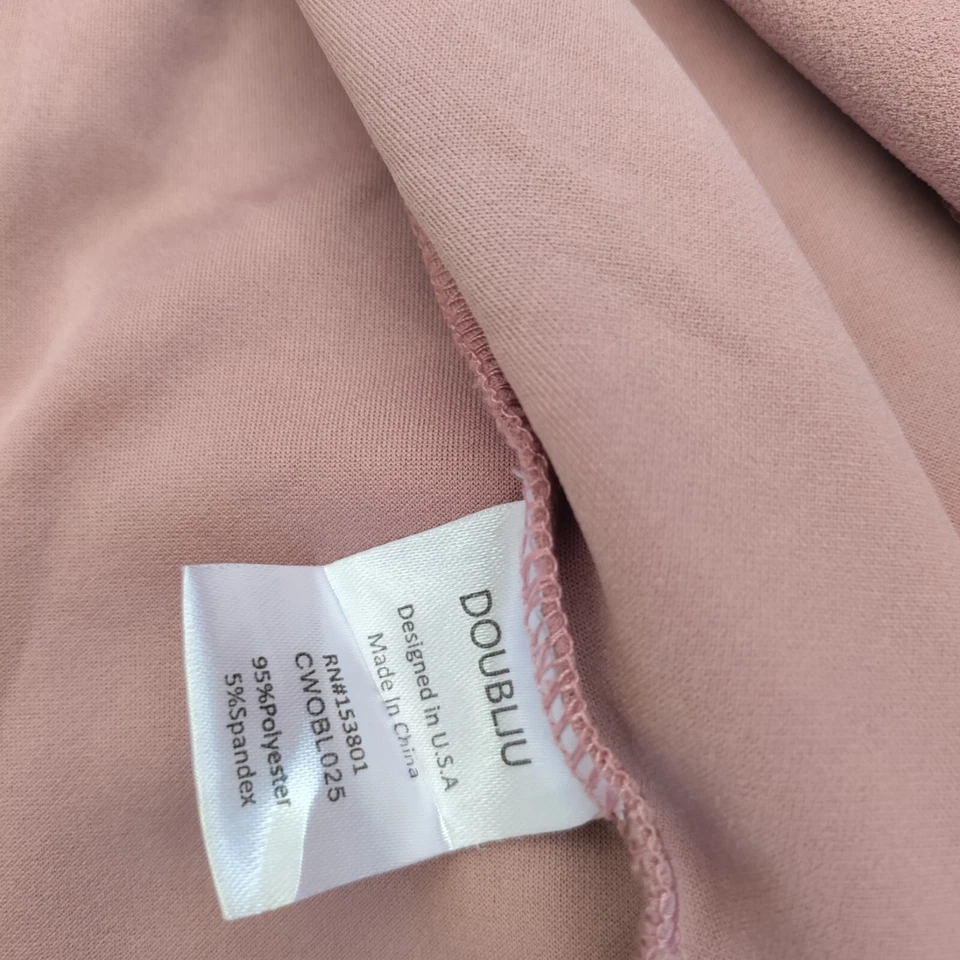 DOUBLJU
Designed in U.S.A
Made In China
RN#153801
CWOBL025
95%Polyester
5%Spandex